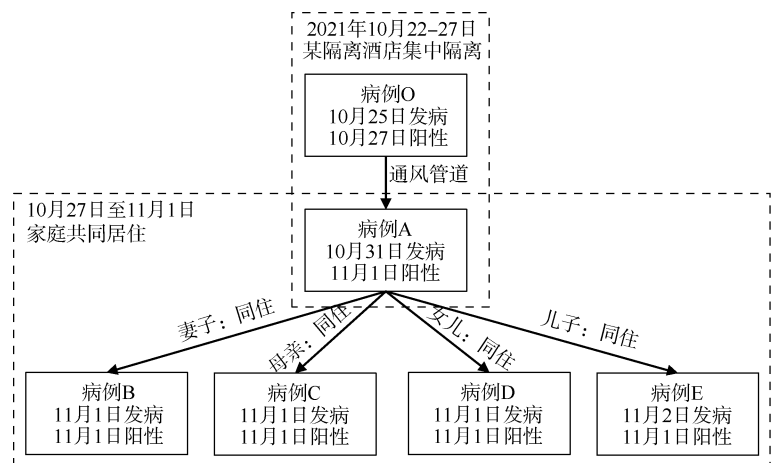 2021年10月22-27日
某隔离酒店集中隔离
病例O
10月25日发病
10月27日阳性
通风管道
10月27日至11月1日
家庭共同居住
病例A
10月31日发病
11月1日阳性
妻子：同住
母亲：同住
女儿：同住
儿子：同住
病例B
11月1日发病
11月1日阳性
病例C
11月1日发病
11月1日阳性
病例D
11月1日发病
11月1日阳性
病例E
11月2日发病
11月1日阳性